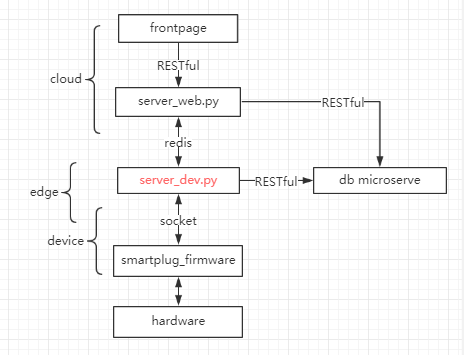 frontpage
RESTful
cloud
server_web.py
RESTful
redis
server_dev.py
RESTful
db microserve
edge
socket
device
smartplug_firmware
hardware